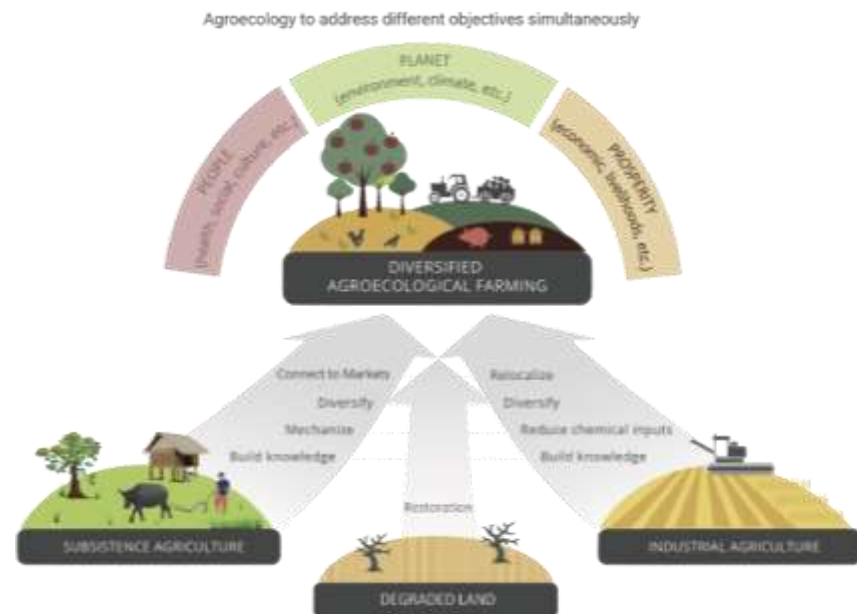 Agroecology to address different objectives simultaneously
PLANET
(environment, climate, etc.)
PEOPLE
(health, social, culture, etc.)
PROSPERITY
(economic, livelihoods, etc.)
DIVERSIFIED
AGROECOLOGICAL FARMING
Connect to Markets
Diversify
Mechanize
Build knowledge
Relocalize
Diversify
Reduce chemical inputs
Build knowledge
Restoration
SUBSISTENCE AGRICULTURE
INDUSTRIAL AGRICULTURE
DEGRADED LAND